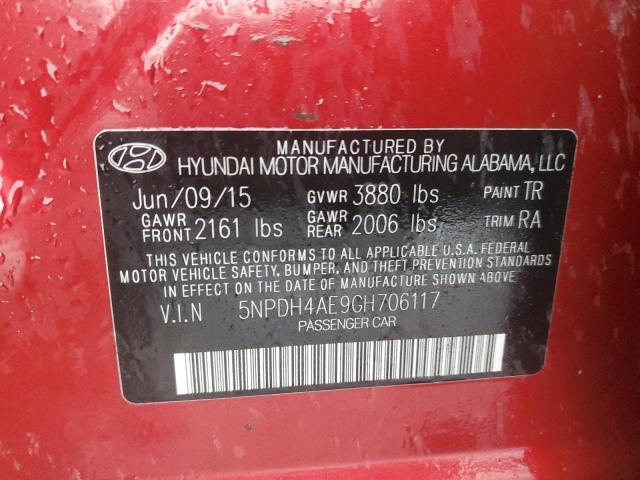 MANUFACTURED BY
HYUNDAI MOTOR MANUFACTURING ALABAMA, LLC
Jun/09/15 GVWR 3880 lbs PAINT TR
GAWR FRONT 2161 lbs GAWR REAR 2006 lbs TRIM RA
THIS VEHICLE CONFORMS TO ALL APPLICABLE U.S.A. FEDERAL
MOTOR VEHICLE SAFETY, BUMPER, AND THEFT PREVENTION STANDARDS
IN EFFECT ON THE DATE OF MANUFACTURE SHOWN ABOVE.
V.I.N 5NPDH4AE9GH706117
PASSENGER CAR